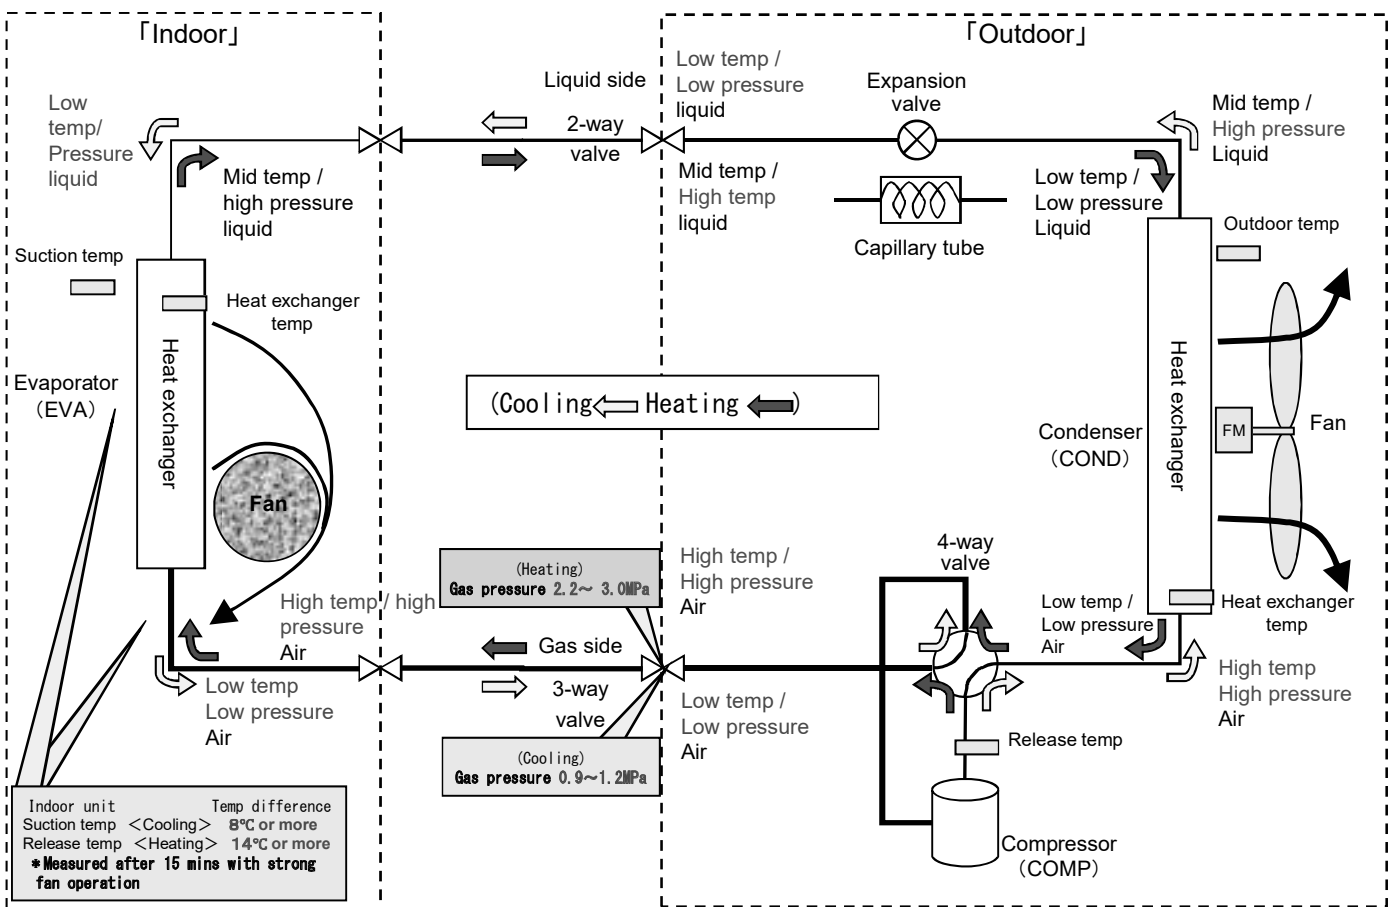 「Indoor」
「Outdoor」
Low
temp/
Pressure
liquid
Mid temp /
high pressure
liquid
Liquid side
2-way
valve
Low temp /
Low pressure
liquid
Mid temp /
High temp
liquid
Expansion
valve
Capillary tube
Mid temp /
High pressure
Liquid
Low temp /
Low pressure
Liquid
Suction temp
Heat exchanger
temp
Heat exchanger
Evaporator
（EVA）
Fan
(Cooling Heating )
Outdoor temp
Heat exchanger
Condenser
（COND）
FM
Fan
Heat exchanger
temp
(Heating)
Gas pressure 2.2～ 3.0MPa
High temp /
High pressure
Air
4-way
valve
Low temp /
Low pressure
Air
High temp
High pressure
Air
High temp / high
pressure
Air
Gas side
3-way
valve
Low temp
Low pressure
Air
Low temp /
Low pressure
Air
(Cooling)
Gas pressure 0.9～1.2MPa
Release temp
Compressor
（COMP）
Indoor unit Temp difference
Suction temp ＜Cooling＞ 8℃ or more
Release temp ＜Heating＞ 14℃ or more
＊Measured after 15 mins with strong
fan operation